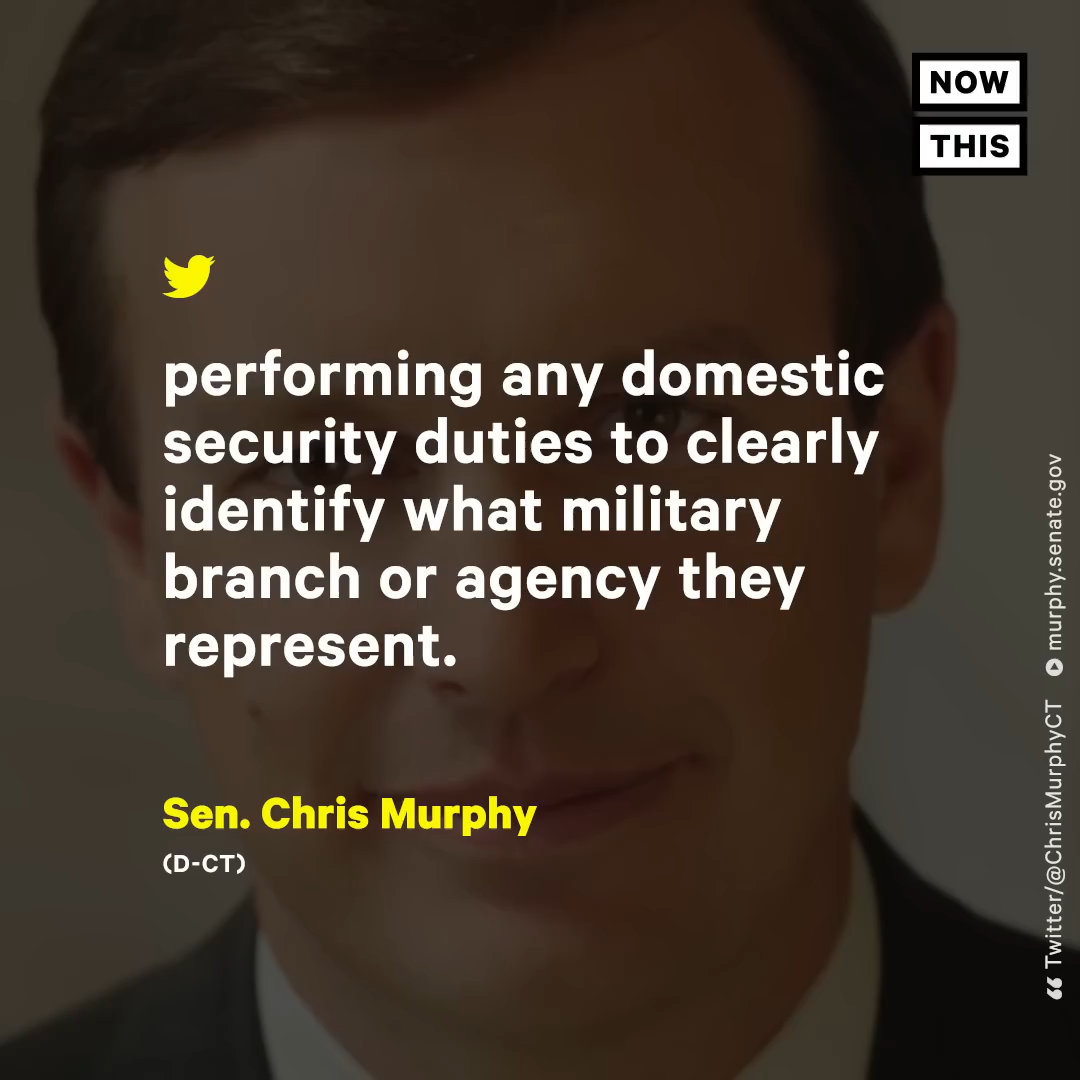 NOW
THIS
performing any domestic
security duties to clearly
identify what military
branch or agency they
represent.
Sen. Chris Murphy
(D-CT)
Twitter/@ChrisMurphyCT murphy.senate.gov